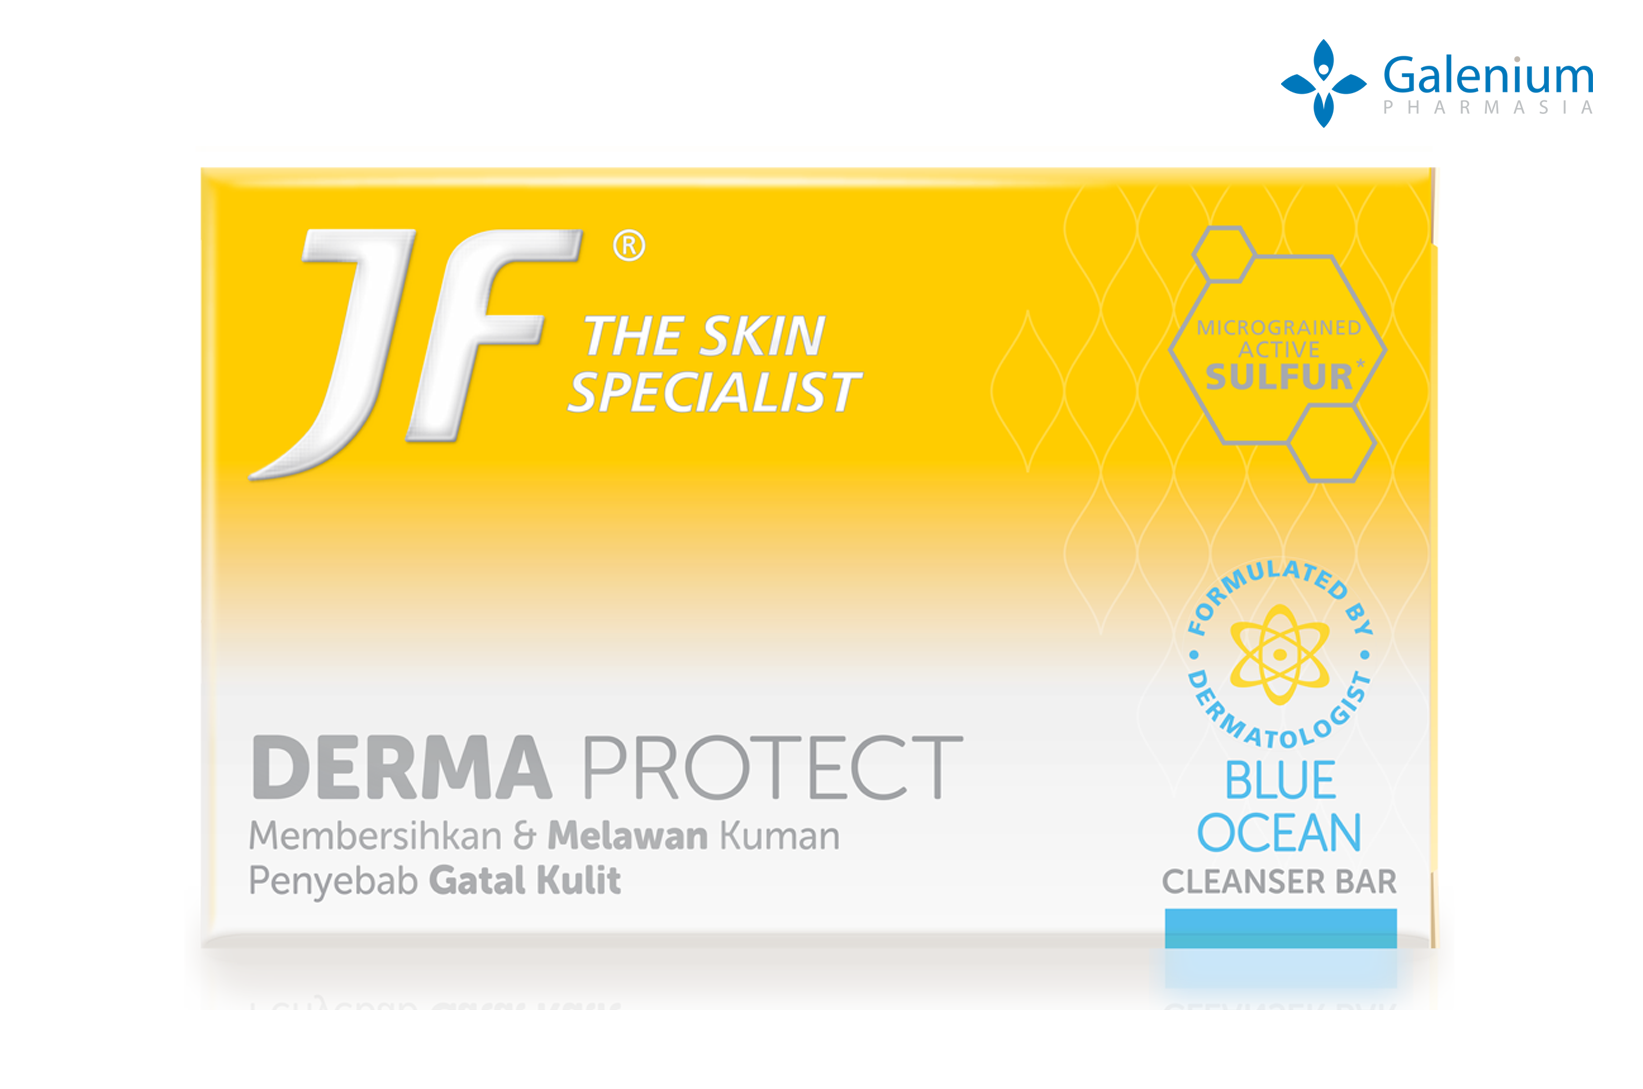 Galenium
PHARMASIA
JF®
THE SKIN
SPECIALIST
MICROGRAINED
ACTIVE
SULFUR*
FORMULATED BY
• DERMATOLOGIST •
DERMA PROTECT
Membersihkan & Melawan Kuman
Penyebab Gatal Kulit
BLUE
OCEAN
CLEANSER BAR